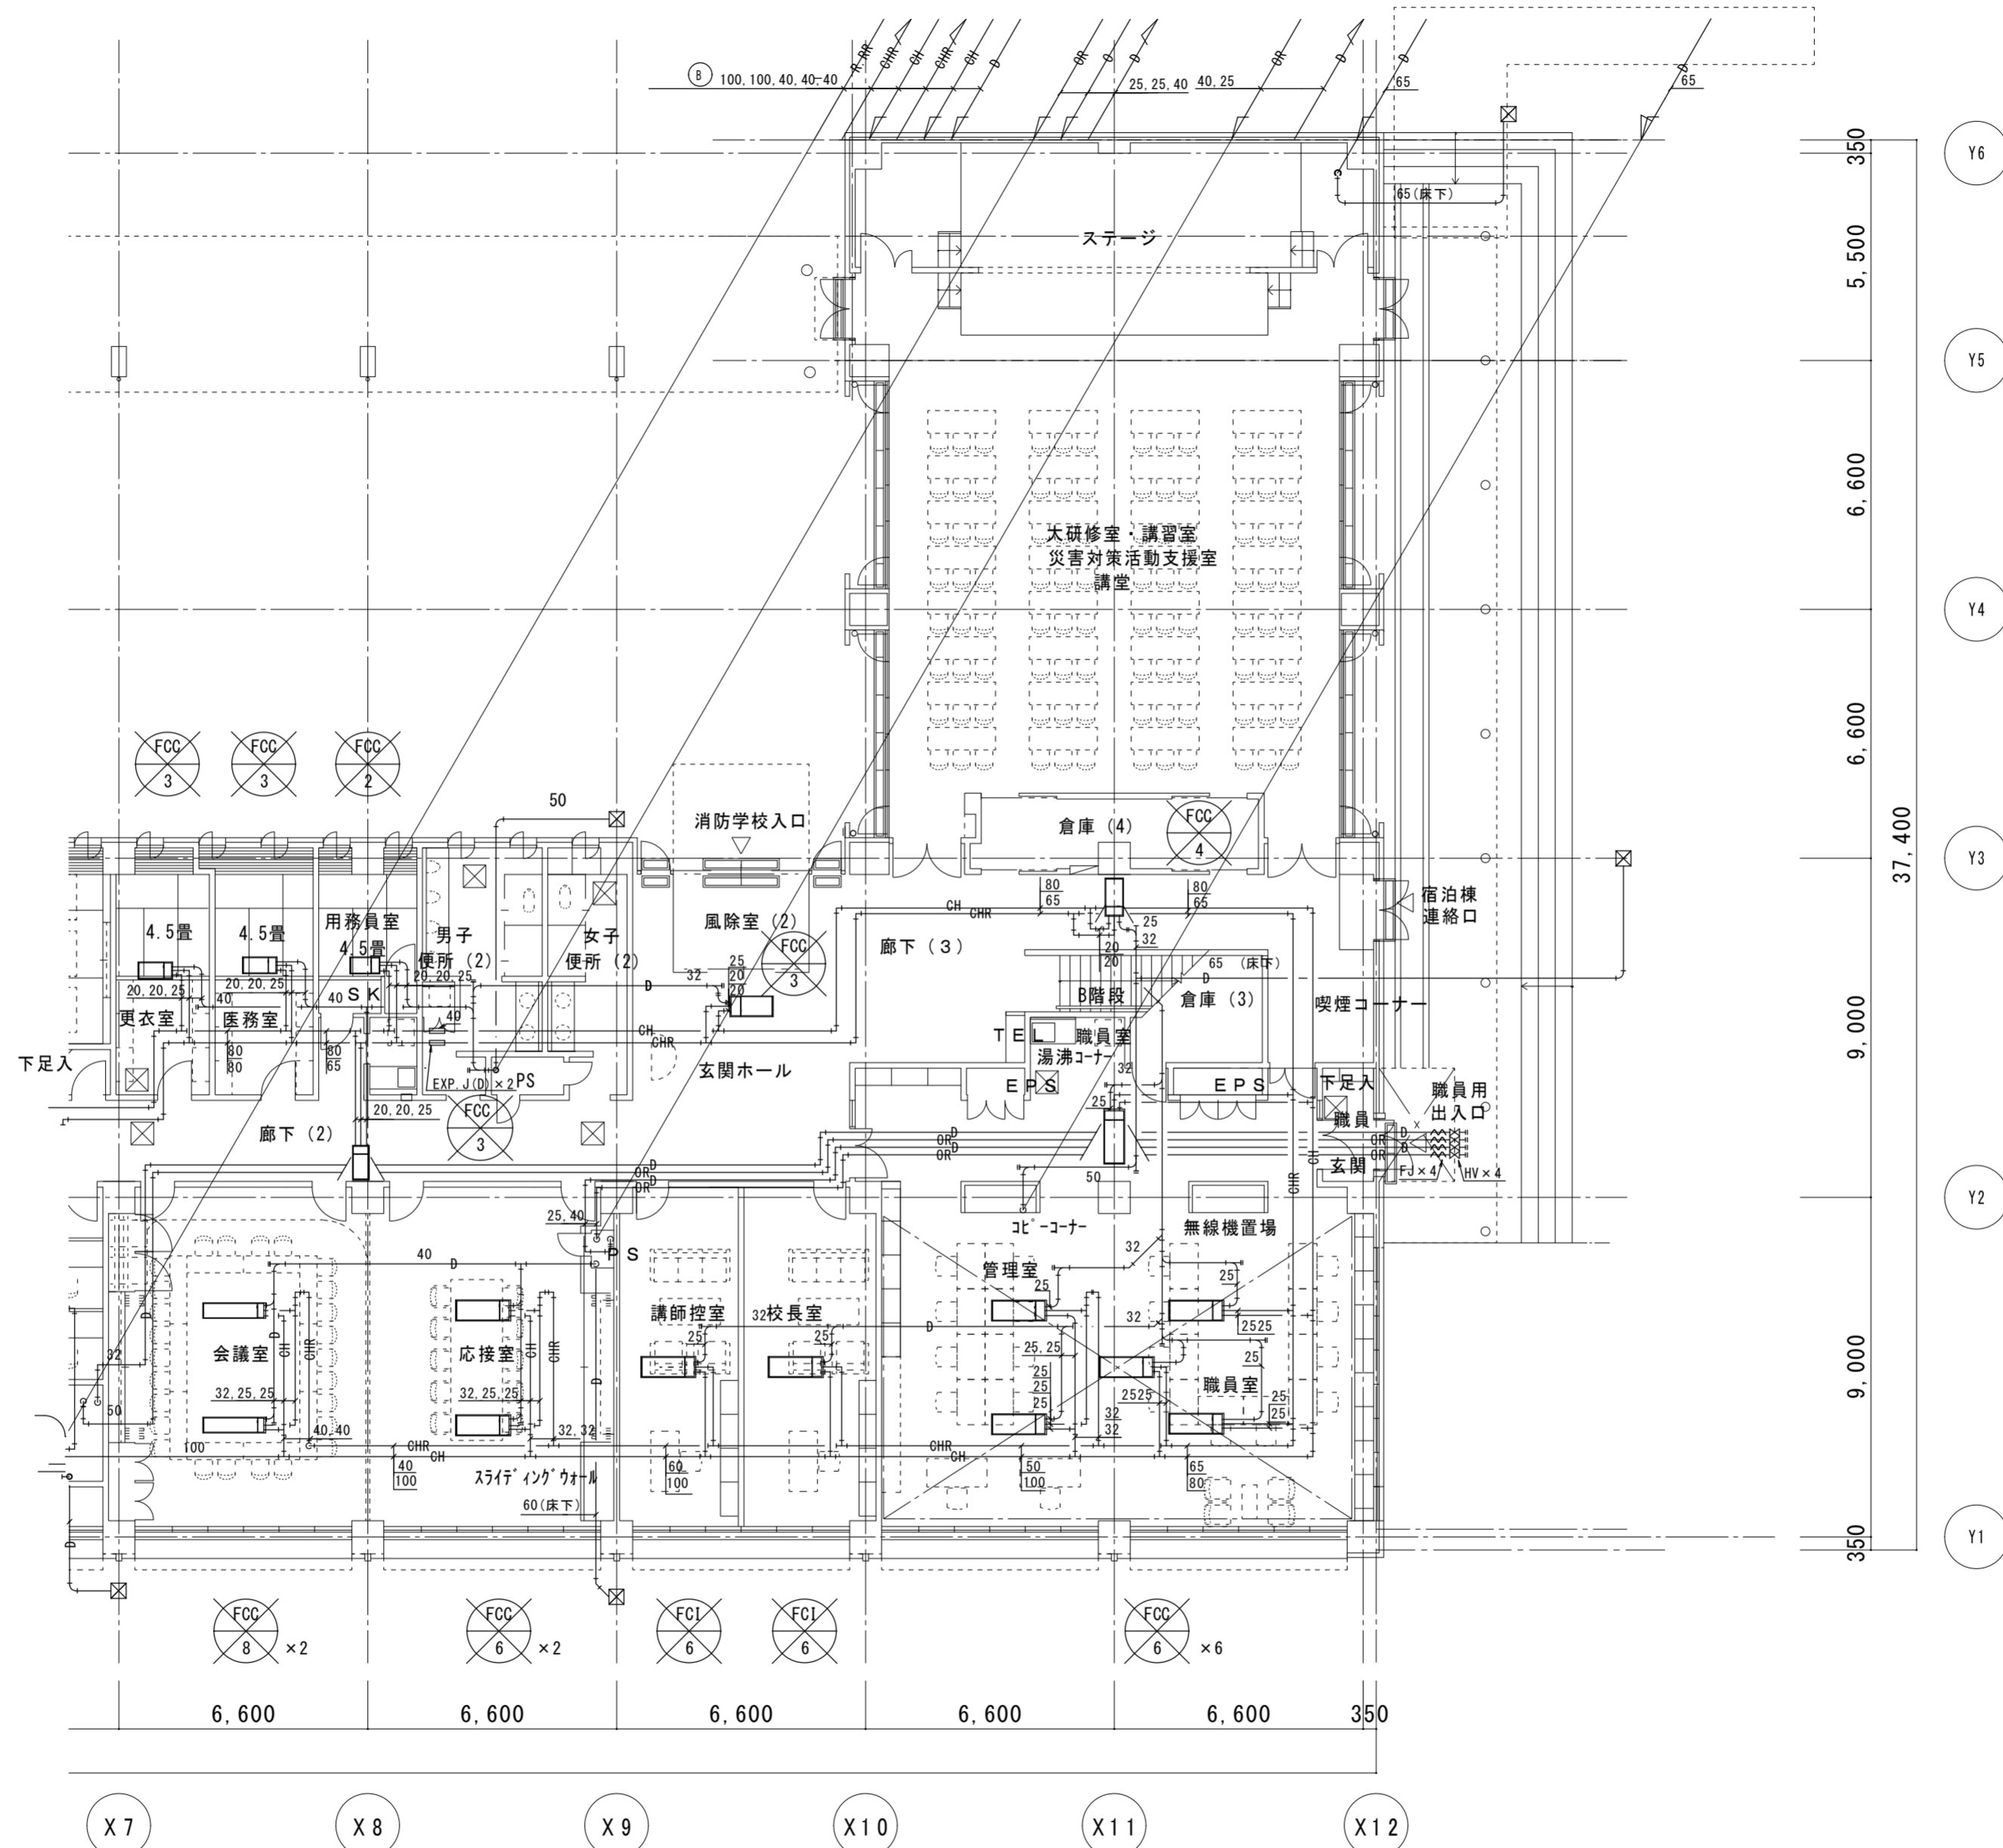 R.RR
CHR
CH
CHR
CH
D
OR
O
D
OR
D
D
D
B
100,100,40,40-40
25,25,40
40,25
65
65
350
Y6
65(床下)
ステージ
5,500
Y5
6,600
大研修室・講習室
災害対策活動支援室
講堂
Y4
6,600
37,400
FCC
3
FCC
3
FCC
2
50
消防学校入口
倉庫(4)
FCC
4
Y3
80
65
80
65
宿泊棟
連絡口
4.5畳
4.5畳
用務員室
4.5畳
男子
便所(2)
女子
便所(2)
風除室(2)
FCC
3
CH
CHR
廊下(3)
25
32
20
20
65 (床下)
D
20,20,25
40
20,20,25
40
SK
20,20,25
D
32
25
20
20
B階段
倉庫(3)
喫煙コーナー
9,000
更衣室
医務室
40
CH
CHR
TEL
職員室
湯沸コーナー
下足入
80
80
80
65
EXP.J(D)×2
PS
玄関ホール
32
EPS
EPS
下足入
職員
玄関
職員用
出入口
20,20,25
FCC
3
25
廊下(2)
D
OR
D
OR
D
OR
D
OR
D
OR
D
OR
CH
CHR
FJ×4
HV×4
50
Y2
25,40
コピーコーナー
無線機置場
40
D
PS
32
管理室
25
25
講師控室
32
校長室
D
32
2525
D
D
CH
CHR
CH
CHR
会議室
応接室
25
25
25,25
25
32
32,25,25
32,25,25
D
25
25
25
2525
職員室
25
25
50
40,40
32,32
32
32
100
CHR
CH
CHR
CH
9,000
40
100
スライディングウォール
60
100
50
100
65
80
60(床下)
D
350
Y1
FCC
8
×2
FCC
6
×2
FCI
6
FCI
6
FCC
6
×6
6,600
6,600
6,600
6,600
6,600
350
X7
X8
X9
X10
X11
X12